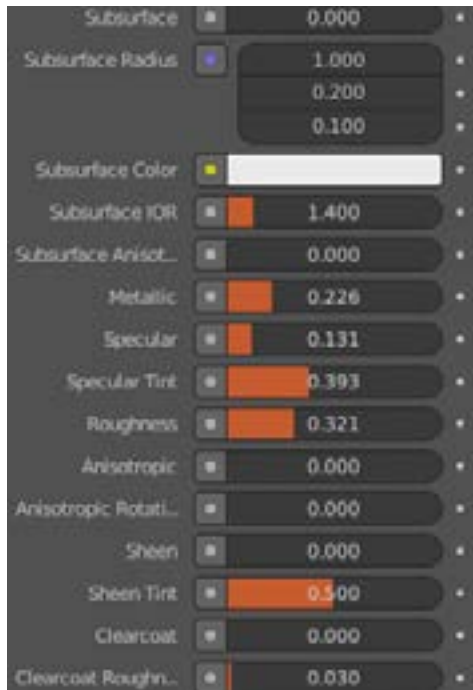 Subsurface 0.000
Subsurface Radius 1.000
0.200
0.100
Subsurface Color
Subsurface IOR 1.400
Subsurface Anisot... 0.000
Metallic 0.226
Specular 0.131
Specular Tint 0.393
Roughness 0.321
Anisotropic 0.000
Anisotropic Rotati... 0.000
Sheen 0.000
Sheen Tint 0.500
Clearcoat 0.000
Clearcoat Roughn... 0.030